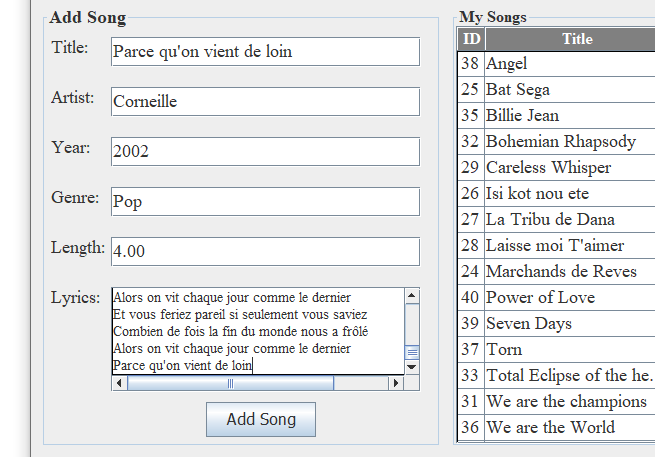 Add Song
Title: Parce qu'on vient de loin
Artist: Corneille
Year: 2002
Genre: Pop
Length: 4.00
Lyrics: Alors on vit chaque jour comme le dernier
Et vous feriez pareil si seulement vous saviez
Combien de fois la fin du monde nous a frôlé
Alors on vit chaque jour comme le dernier
Parce qu'on vient de loin
Add Song
My Songs
ID Title
38 Angel
25 Bat Sega
35 Billie Jean
32 Bohemian Rhapsody
29 Careless Whisper
26 Isi kot nou ete
27 La Tribu de Dana
28 Laisse moi T'aimer
24 Marchands de Reves
40 Power of Love
39 Seven Days
37 Torn
33 Total Eclipse of the he.
31 We are the champions
36 We are the World